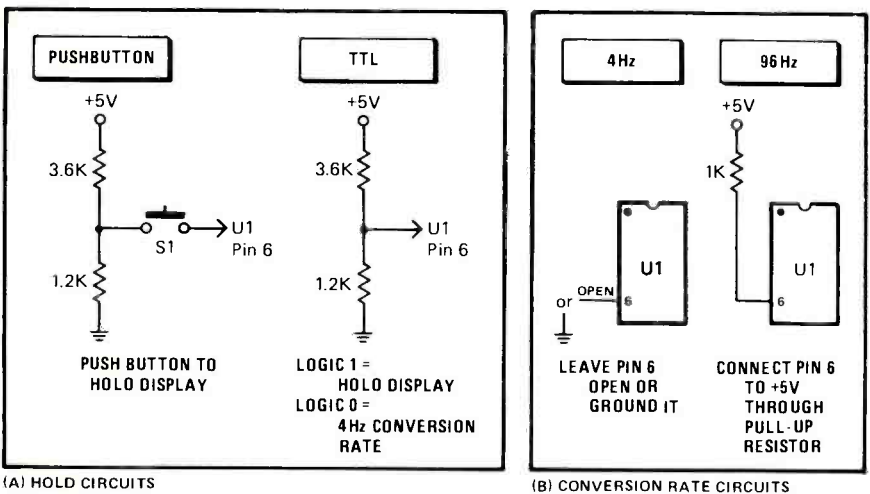 PUSHBUTTON
+5V
3.6K
S1
U1
Pin 6
1.2K
PUSH BUTTON TO
HOLO DISPLAY
TTL
+5V
3.6K
U1
Pin 6
1.2K
LOGIC 1 =
HOLO DISPLAY
LOGIC 0 =
4Hz CONVERSION
RATE
(A) HOLD CIRCUITS
4Hz
U1
OPEN
6
or
LEAVE PIN 6
OPEN OR
GROUND IT
96Hz
+5V
1K
U1
6
CONNECT PIN 6
TO +5V
THROUGH
PULL-UP
RESISTOR
(B) CONVERSION RATE CIRCUITS